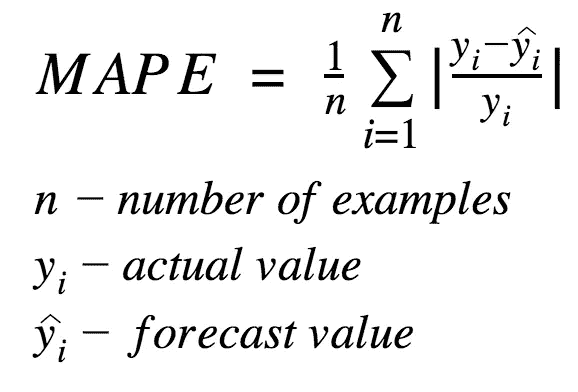 MAPE = 1/n ∑_{i=1}^{n} |(y_i − ŷ_i)/y_i|
n − number of examples
y_i − actual value
ŷ_i − forecast value